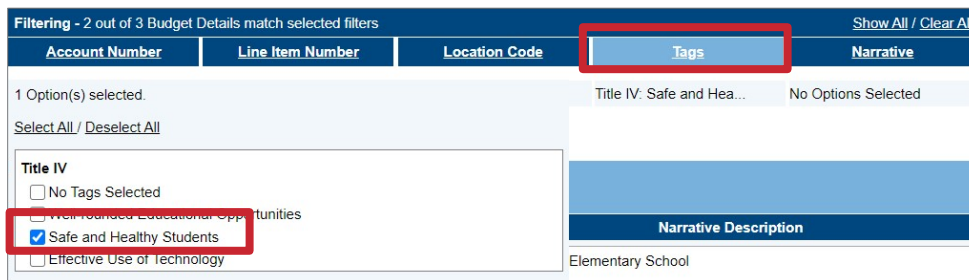 Filtering - 2 out of 3 Budget Details match selected filters Show All / Clear Al
Account Number Line Item Number Location Code Tags Narrative
1 Option(s) selected. Title IV: Safe and Hea... No Options Selected
Select All / Deselect All
Title IV
No Tags Selected
Well-rounded Educational Opportunities
Safe and Healthy Students Narrative Description
Effective Use of Technology Elementary School